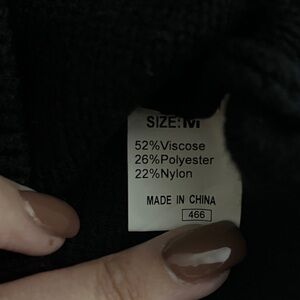 SIZE:M
52%Viscose
26%Polyester
22%Nylon
MADE IN CHINA
466